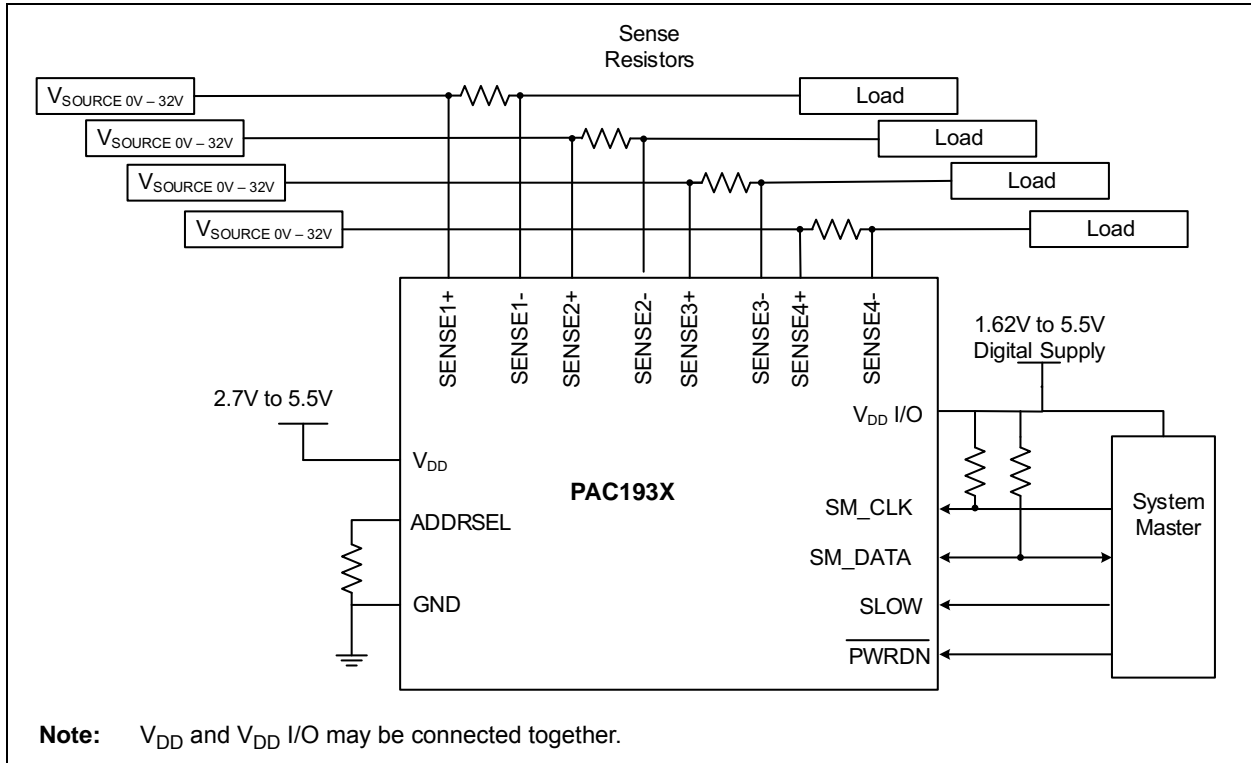 Sense
Resistors
VSOURCE 0V – 32V
Load
VSOURCE 0V – 32V
Load
VSOURCE 0V – 32V
Load
VSOURCE 0V – 32V
Load
SENSE1+
SENSE1-
SENSE2+
SENSE2-
SENSE3+
SENSE3-
SENSE4+
SENSE4-
1.62V to 5.5V
Digital Supply
2.7V to 5.5V
VDD I/O
VDD
PAC193X
ADDRSEL
SM_CLK
System
Master
SM_DATA
GND
SLOW
PWRDN
Note: VDD and VDD I/O may be connected together.